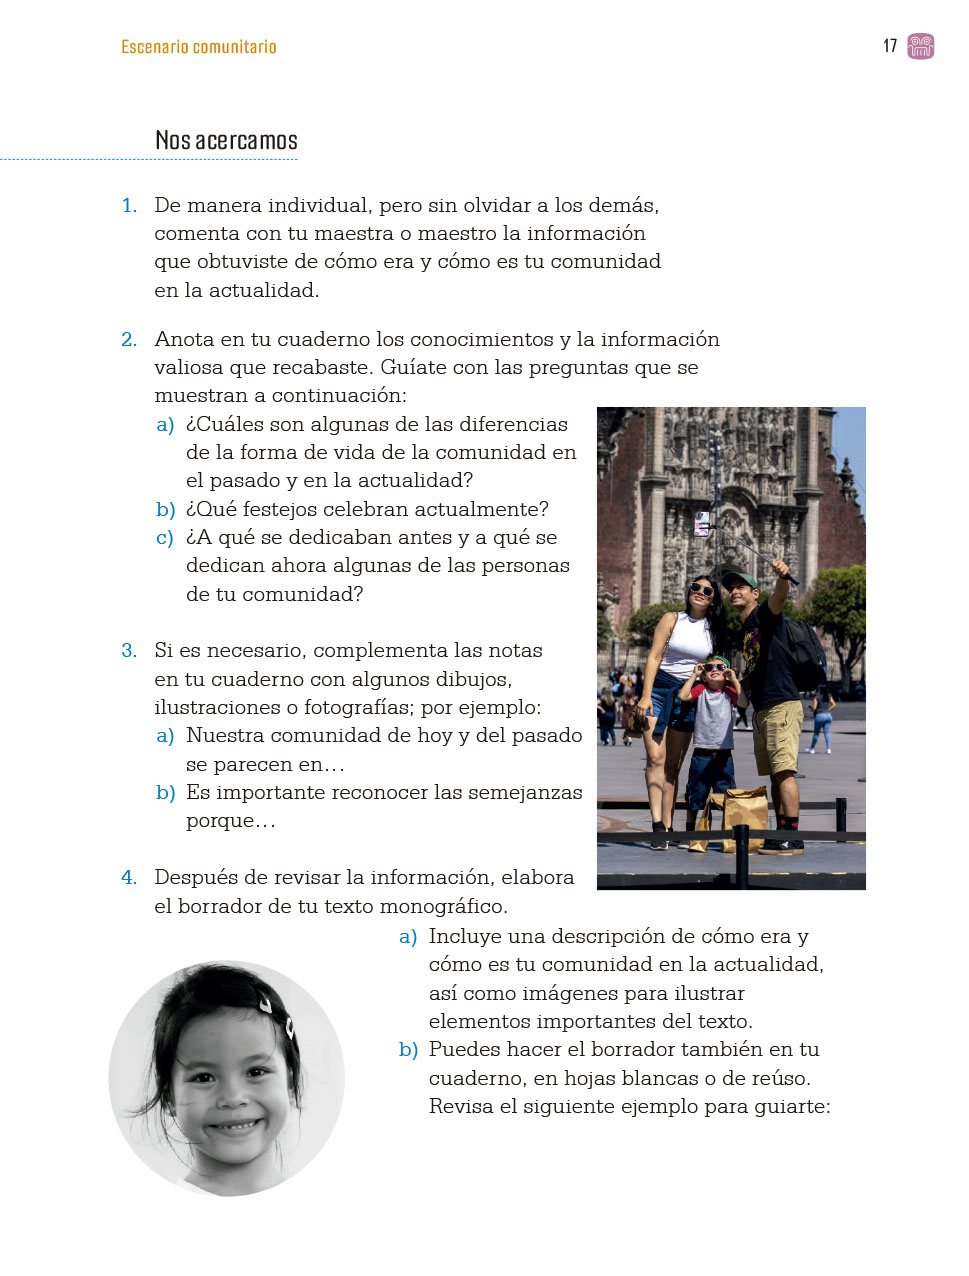 Escenario comunitario
17
Nos acercamos
1. De manera individual, pero sin olvidar a los demás,
comenta con tu maestra o maestro la información
que obtuviste de cómo era y cómo es tu comunidad
en la actualidad.
2. Anota en tu cuaderno los conocimientos y la información
valiosa que recabaste. Guíate con las preguntas que se
muestran a continuación:
a) ¿Cuáles son algunas de las diferencias
de la forma de vida de la comunidad en
el pasado y en la actualidad?
b) ¿Qué festejos celebran actualmente?
c) ¿A qué se dedicaban antes y a qué se
dedican ahora algunas de las personas
de tu comunidad?
3. Si es necesario, complementa las notas
en tu cuaderno con algunos dibujos,
ilustraciones o fotografías; por ejemplo:
a) Nuestra comunidad de hoy y del pasado
se parecen en...
b) Es importante reconocer las semejanzas
porque...
4. Después de revisar la información, elabora
el borrador de tu texto monográfico.
a) Incluye una descripción de cómo era y
cómo es tu comunidad en la actualidad,
así como imágenes para ilustrar
elementos importantes del texto.
b) Puedes hacer el borrador también en tu
cuaderno, en hojas blancas o de reúso.
Revisa el siguiente ejemplo para guiarte: